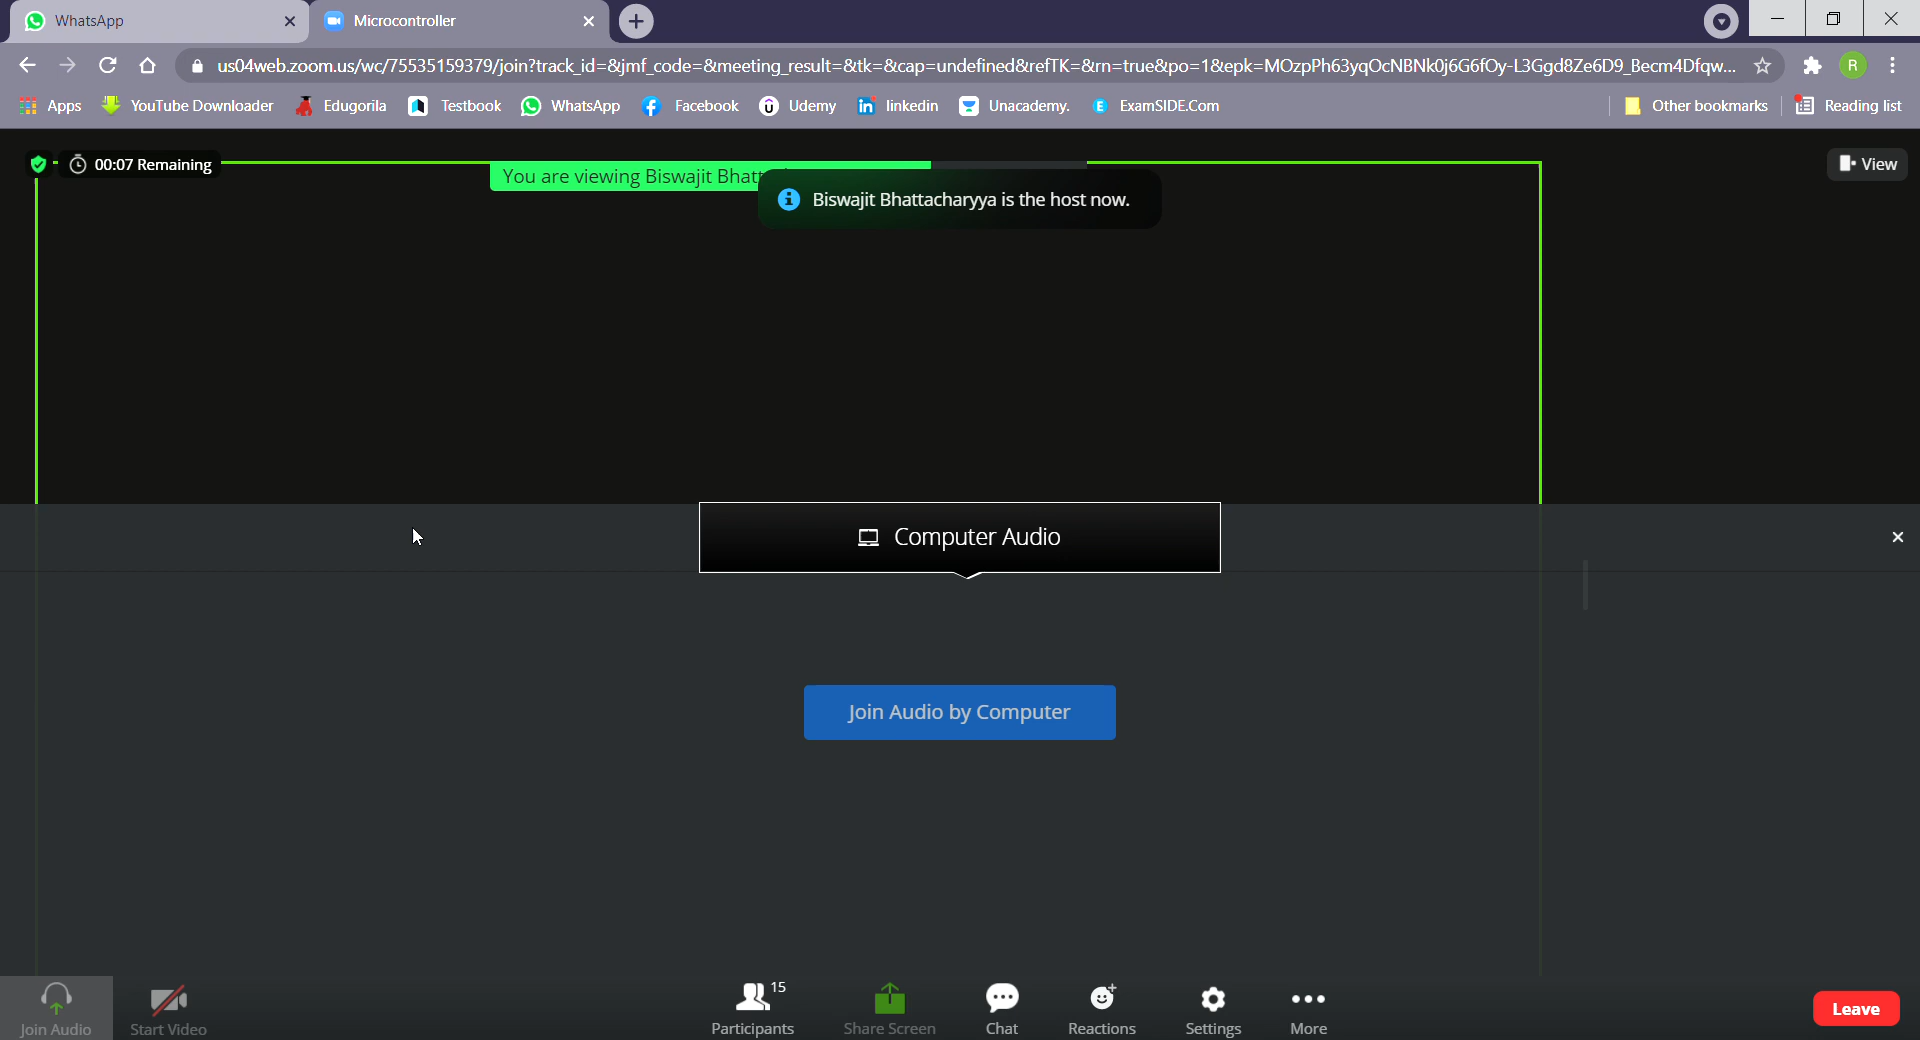 WhatsApp
Microcontroller
us04web.zoom.us/wc/75535159379/join?track_id=&jmf_code=&meeting_result=&tk=&cap=undefined&refTK=&rn=true&po=1&epk=MOzpPh63yqOcNBNk0j6G6fOy-L3Ggd8Ze6D9_Becm4Dfqw...
R
Apps YouTube Downloader Edugorila Testbook WhatsApp Facebook Udemy linkedin Unacademy. ExamSIDE.Com Other bookmarks Reading list
00:07 Remaining
View
You are viewing Biswajit
Biswajit Bhattacharyya is the host now.
Computer Audio
Join Audio by Computer
15
Join Audio Start Video Participants Share Screen Chat Reactions Settings More Leave